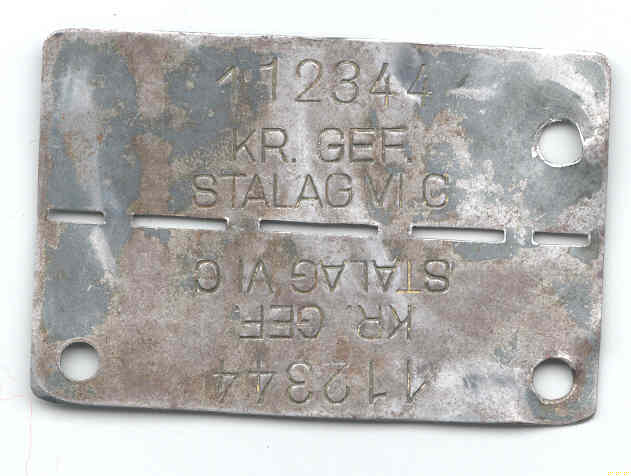 112344
KR. GEF.
STALAG VI C
STALAG VI C
KR. GEF.
112344